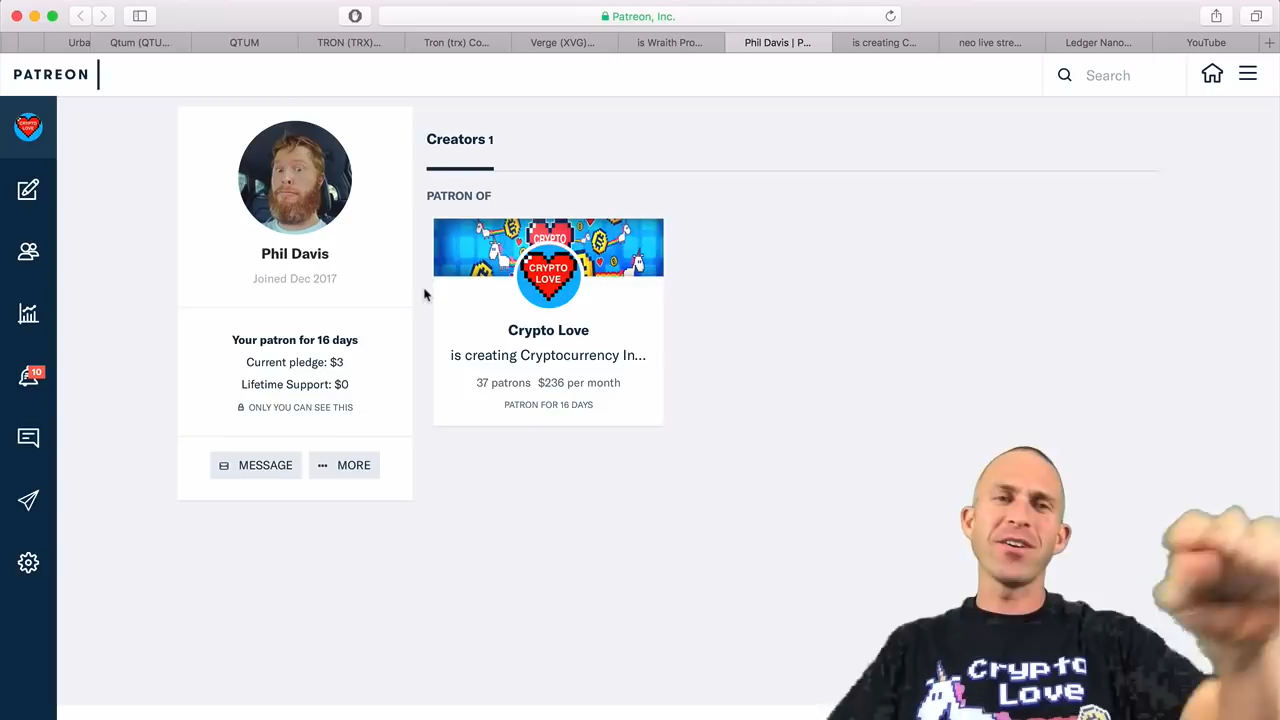 Patreon, Inc.
Urba
Qtum (QTU...
QTUM
TRON (TRX)...
Tron (trx) Co...
Verge (XVG)...
is Wraith Pro...
Phil Davis | P...
is creating C...
neo live stre...
Ledger Nano...
YouTube
PATREON
Search
CRYPTO
LOVE
10
Phil Davis
Joined Dec 2017
Your patron for 16 days
Current pledge: $3
Lifetime Support: $0
ONLY YOU CAN SEE THIS
MESSAGE
MORE
Creators 1
PATRON OF
CRYPTO
CRYPTO
LOVE
Crypto Love
is creating Cryptocurrency In...
37 patrons $236 per month
PATRON FOR 16 DAYS
Crypto
Love